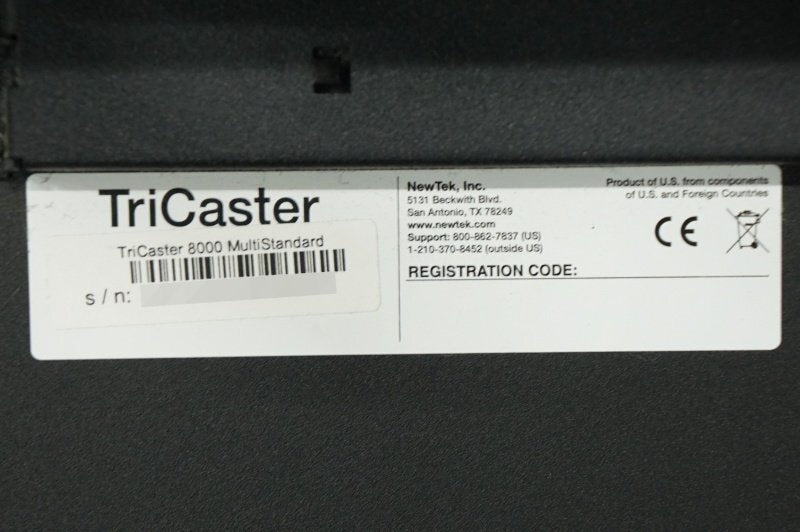 TriCaster
TriCaster 8000 MultiStandard
s / n:
NewTek, Inc.
5131 Beckwith Blvd.
San Antonio, TX 78249
www.newtek.com
Support: 800-862-7837 (US)
1-210-370-8452 (outside US)
Product of U.S. from components
of U.S. and Foreign Countries
CE
REGISTRATION CODE: